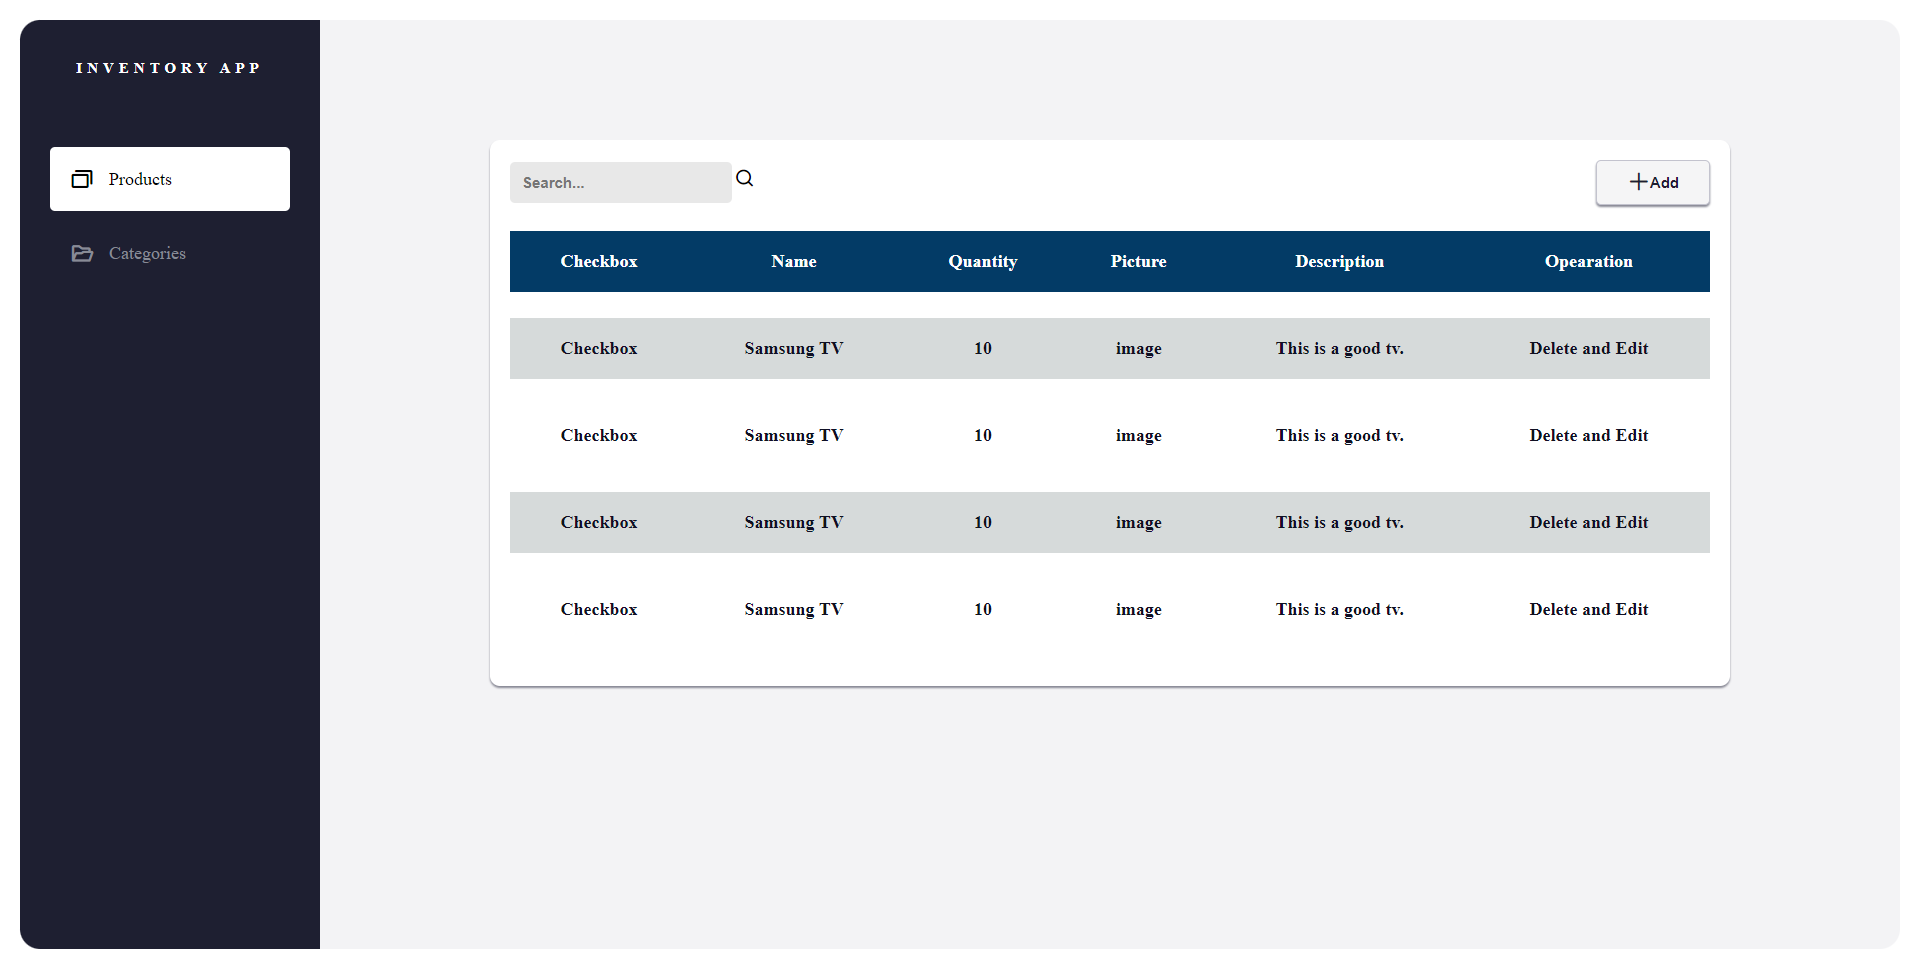 INVENTORY APP
Products
Categories
Search...
Add
Checkbox Name Quantity Picture Description Opearation
Checkbox Samsung TV 10 image This is a good tv. Delete and Edit
Checkbox Samsung TV 10 image This is a good tv. Delete and Edit
Checkbox Samsung TV 10 image This is a good tv. Delete and Edit
Checkbox Samsung TV 10 image This is a good tv. Delete and Edit